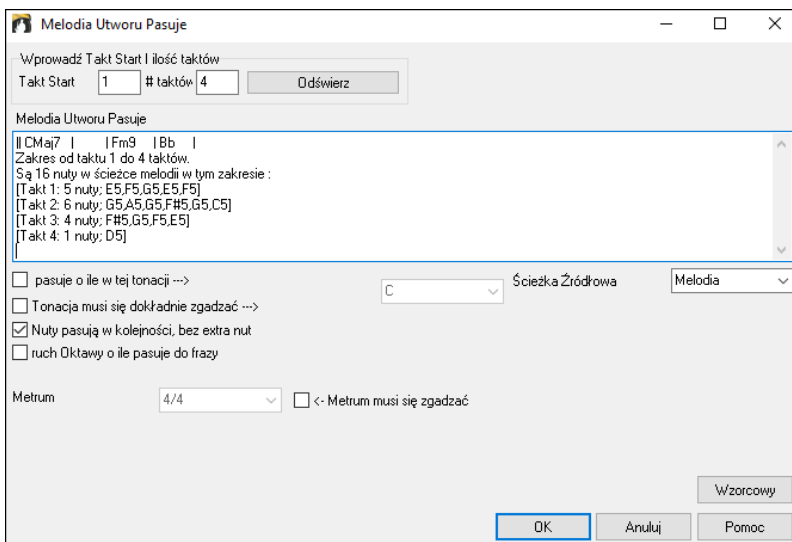 Melodia Utworu Pasuje
Wprowadź Takt Start I ilość taktów
Takt Start 1 # taktów 4 Odśwież
Melodia Utworu Pasuje
|| CMaj7 | | Fm9 | Bb |
Zakres od taktu 1 do 4 taktów.
Są 16 nuty w ścieżce melodii w tym zakresie :
[Takt 1: 5 nuty; E5,F5,G5,E5,F5]
[Takt 2: 6 nuty; G5,A5,G5,F#5,G5,C5]
[Takt 3: 4 nuty; F#5,G5,F5,E5]
[Takt 4: 1 nuty; D5]
pasuje o ile w tej tonacji ---> C Ścieżka Źródłowa Melodia
Tonacja musi się dokładnie zgadzać --->
Nuty pasują w kolejności, bez extra nut
ruch Oktawy o ile pasuje do frazy
Metrum 4/4 <- Metrum musi się zgadzać
Wzorcowy
OK Anuluj Pomoc